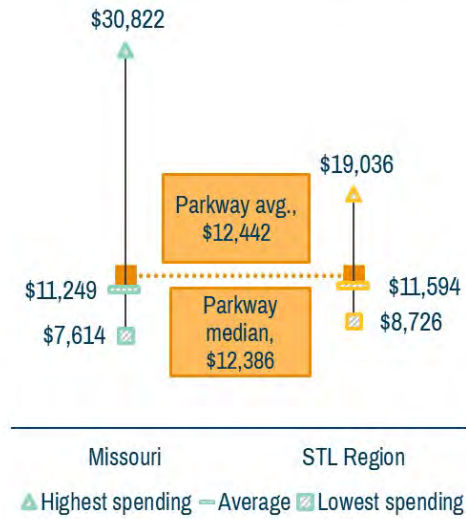 $30,822
$19,036
Parkway avg.,
$12,442
$11,249
$11,594
Parkway
median,
$12,386
$7,614
$8,726
Missouri
STL Region
Highest spending
Average
Lowest spending